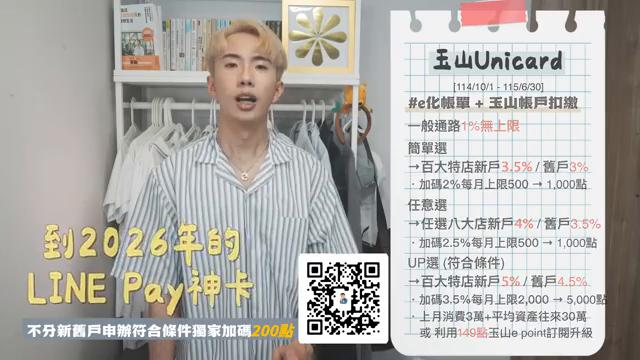 玉山Unicard
[114/10/1 - 115/6/30]
#e化帳單 + 玉山帳戶扣繳
一般通路1%無上限
簡單選
→百大特店新戶3.5% / 舊戶3%
· 加碼2%每月上限500 → 1,000點
任意選
→任選八大店新戶4% / 舊戶3.5%
· 加碼2.5%每月上限500 → 1,000點
UP選 (符合條件)
→百大特店新戶5% / 舊戶4.5%
· 加碼3.5%每月上限2,000 → 5,000點
· 上月消費3萬+平均資產往來30萬
或 利用149點玉山e point訂閱升級
到2026年的
LINE Pay神卡
不分新舊戶申辦符合條件獨家加碼200點